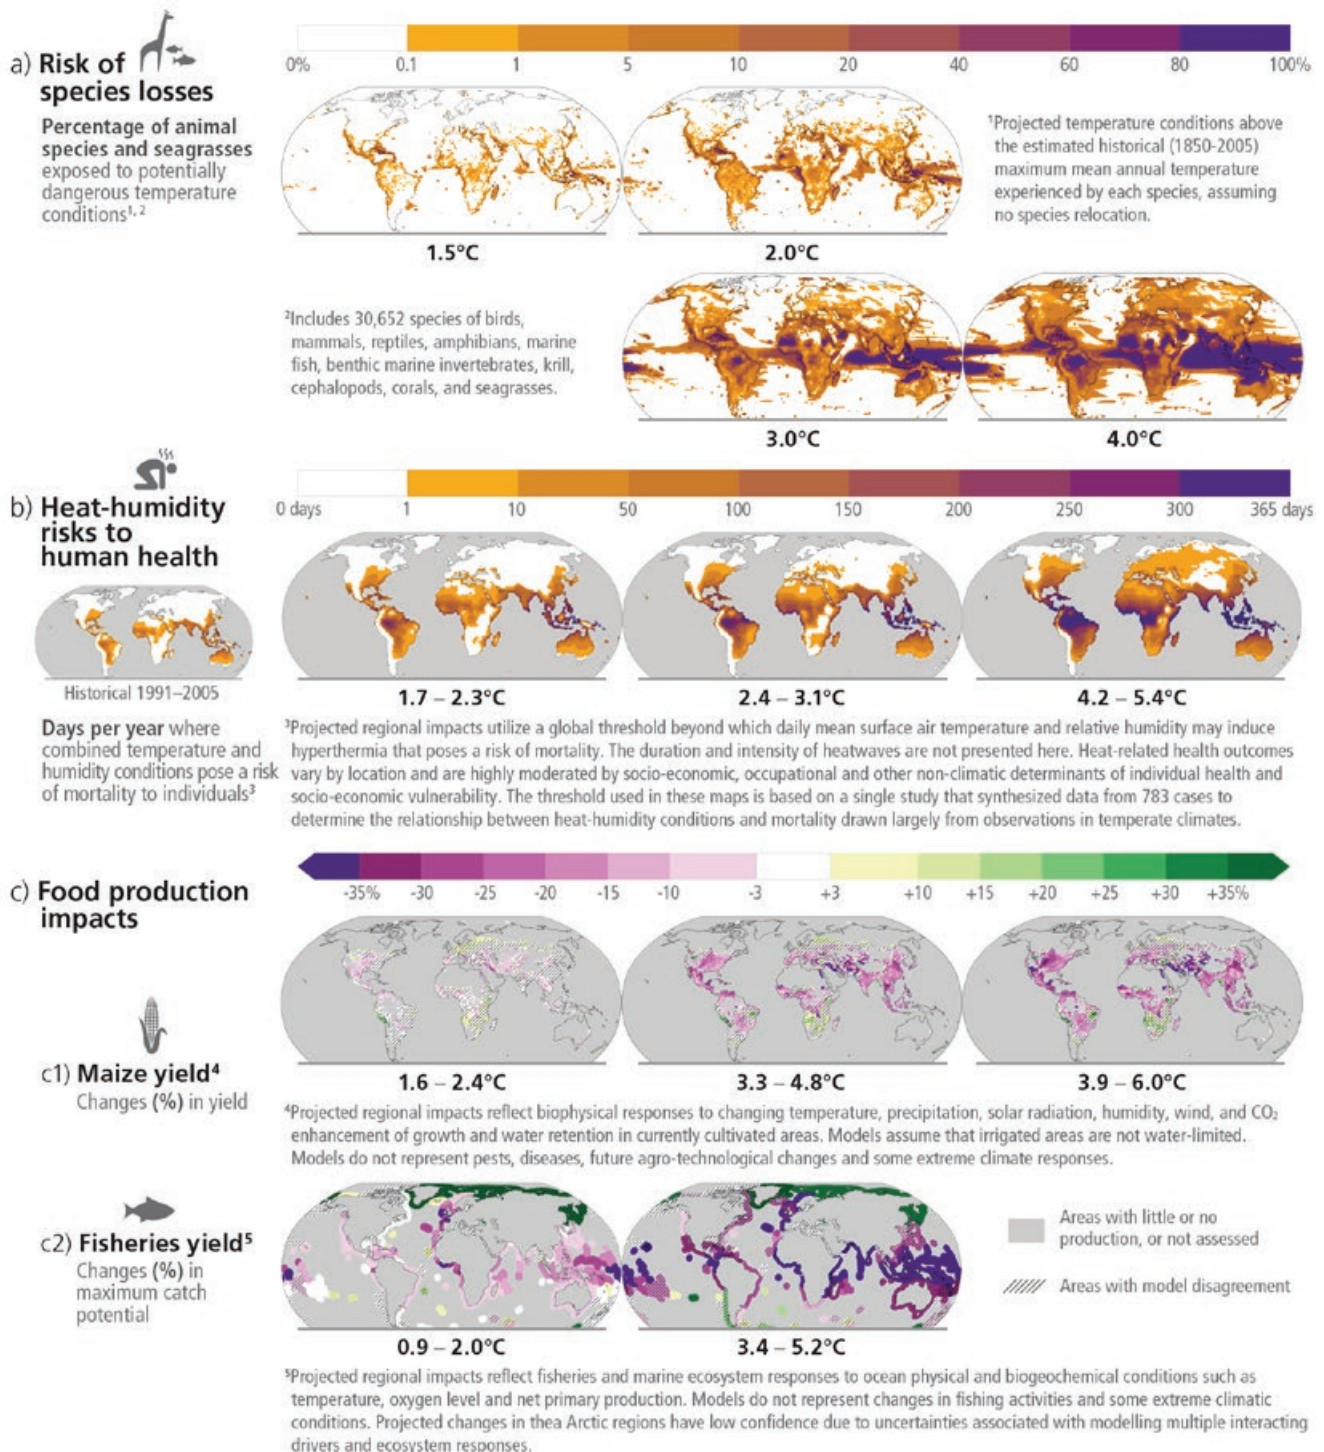 a) Risk of
species losses
Percentage of animal
species and seagrasses
exposed to potentially
dangerous temperature
conditions1, 2
0% 0.1 1 5 10 20 40 60 80 100%
1.5°C 2.0°C
1Projected temperature conditions above
the estimated historical (1850-2005)
maximum mean annual temperature
experienced by each species, assuming
no species relocation.
2Includes 30,652 species of birds,
mammals, reptiles, amphibians, marine
fish, benthic marine invertebrates, krill,
cephalopods, corals, and seagrasses.
3.0°C 4.0°C
b) Heat-humidity
risks to
human health
0 days 1 10 50 100 150 200 250 300 365 days
Historical 1991–2005
1.7 – 2.3°C 2.4 – 3.1°C 4.2 – 5.4°C
Days per year where
combined temperature and
humidity conditions pose a risk
of mortality to individuals3
3Projected regional impacts utilize a global threshold beyond which daily mean surface air temperature and relative humidity may induce
hyperthermia that poses a risk of mortality. The duration and intensity of heatwaves are not presented here. Heat-related health outcomes
vary by location and are highly moderated by socio-economic, occupational and other non-climatic determinants of individual health and
socio-economic vulnerability. The threshold used in these maps is based on a single study that synthesized data from 783 cases to
determine the relationship between heat-humidity conditions and mortality drawn largely from observations in temperate climates.
c) Food production
impacts
-35% -30 -25 -20 -15 -10 -3 +3 +10 +15 +20 +25 +30 +35%
c1) Maize yield4
Changes (%) in yield
1.6 – 2.4°C 3.3 – 4.8°C 3.9 – 6.0°C
4Projected regional impacts reflect biophysical responses to changing temperature, precipitation, solar radiation, humidity, wind, and CO2
enhancement of growth and water retention in currently cultivated areas. Models assume that irrigated areas are not water-limited.
Models do not represent pests, diseases, future agro-technological changes and some extreme climate responses.
c2) Fisheries yield5
Changes (%) in
maximum catch
potential
0.9 – 2.0°C 3.4 – 5.2°C
Areas with little or no
production, or not assessed
Areas with model disagreement
5Projected regional impacts reflect fisheries and marine ecosystem responses to ocean physical and biogeochemical conditions such as
temperature, oxygen level and net primary production. Models do not represent changes in fishing activities and some extreme climatic
conditions. Projected changes in thea Arctic regions have low confidence due to uncertainties associated with modelling multiple interacting
drivers and ecosystem responses.